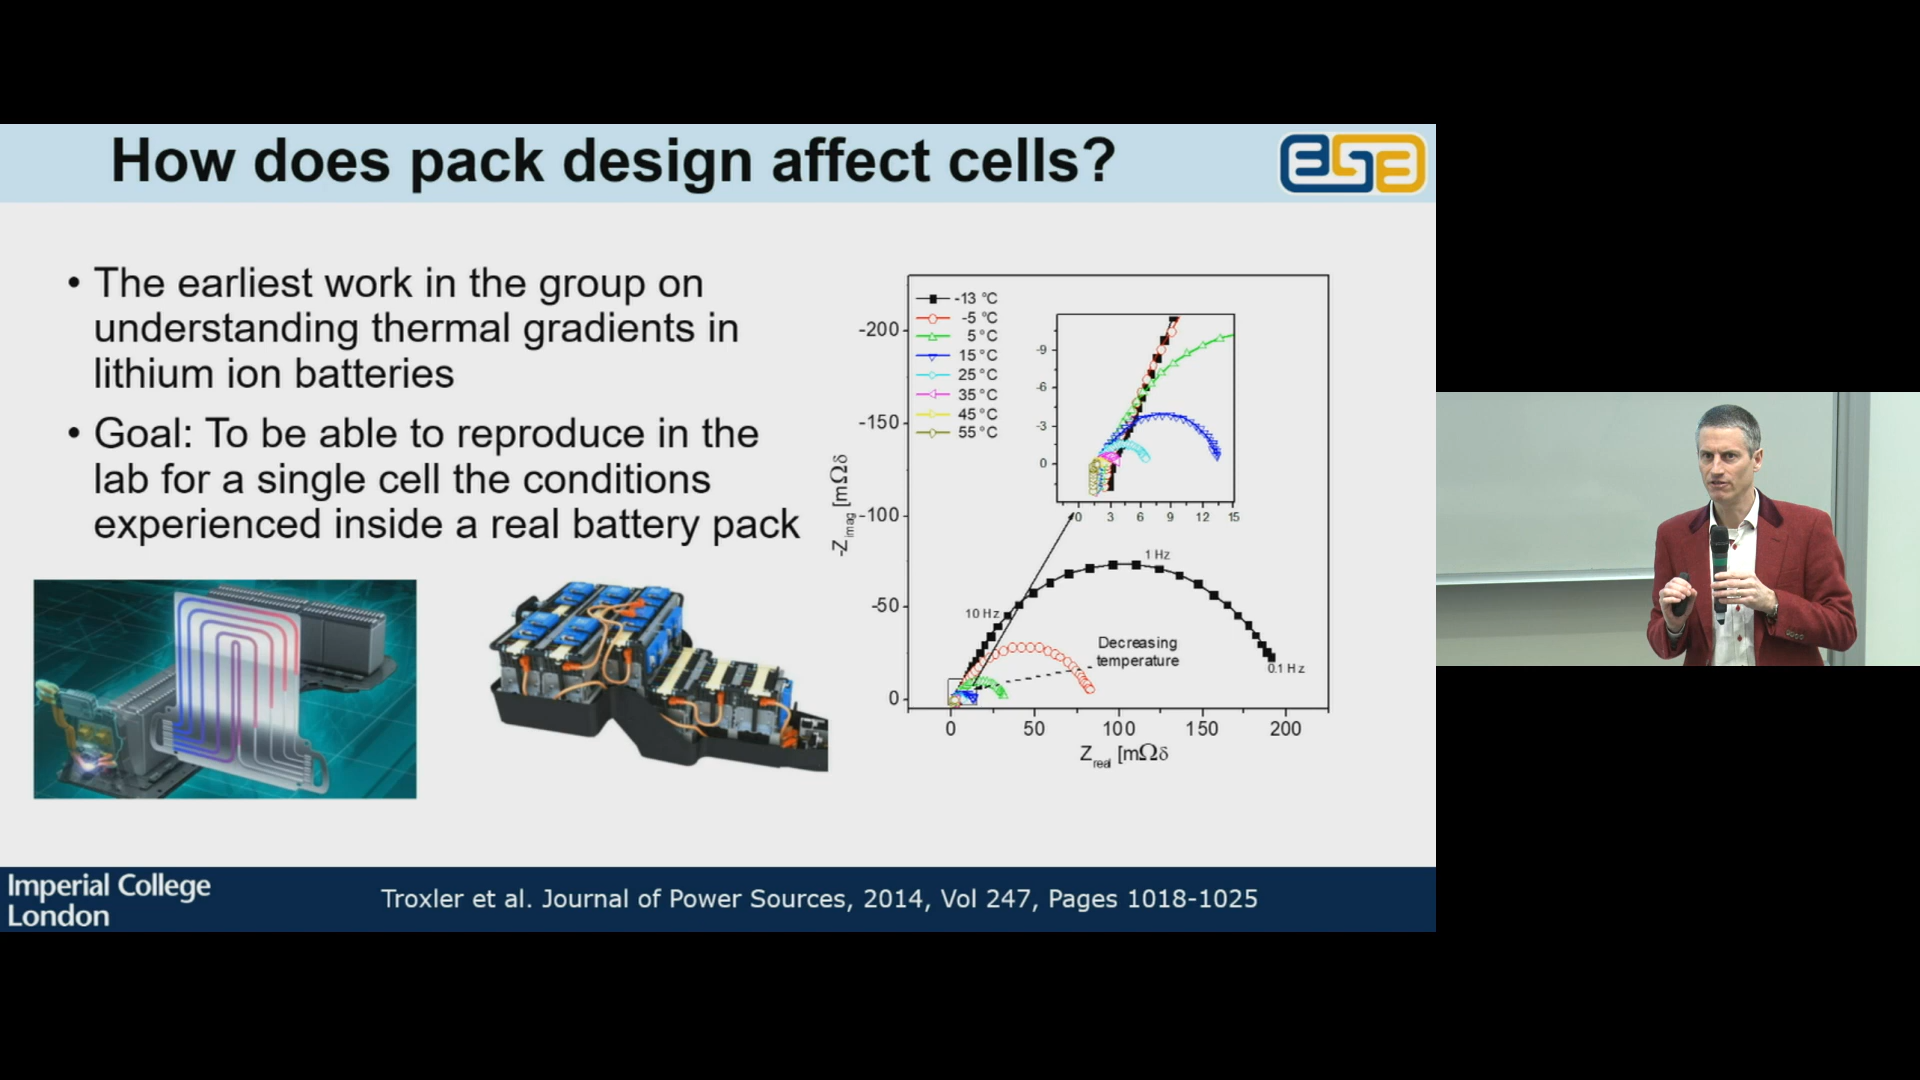 How does pack design affect cells?
• The earliest work in the group on
understanding thermal gradients in
lithium ion batteries
• Goal: To be able to reproduce in the
lab for a single cell the conditions
experienced inside a real battery pack
-13 °C
-5 °C
5 °C
15 °C
25 °C
35 °C
45 °C
55 °C
-200
-150
-100
-50
0
-Zimag [mΩδ
-9
-6
-3
0
0 3 6 9 12 15
1 Hz
10 Hz
0.1 Hz
Decreasing
temperature
0 50 100 150 200
Zreal [mΩδ
Imperial College
London
Troxler et al. Journal of Power Sources, 2014, Vol 247, Pages 1018-1025